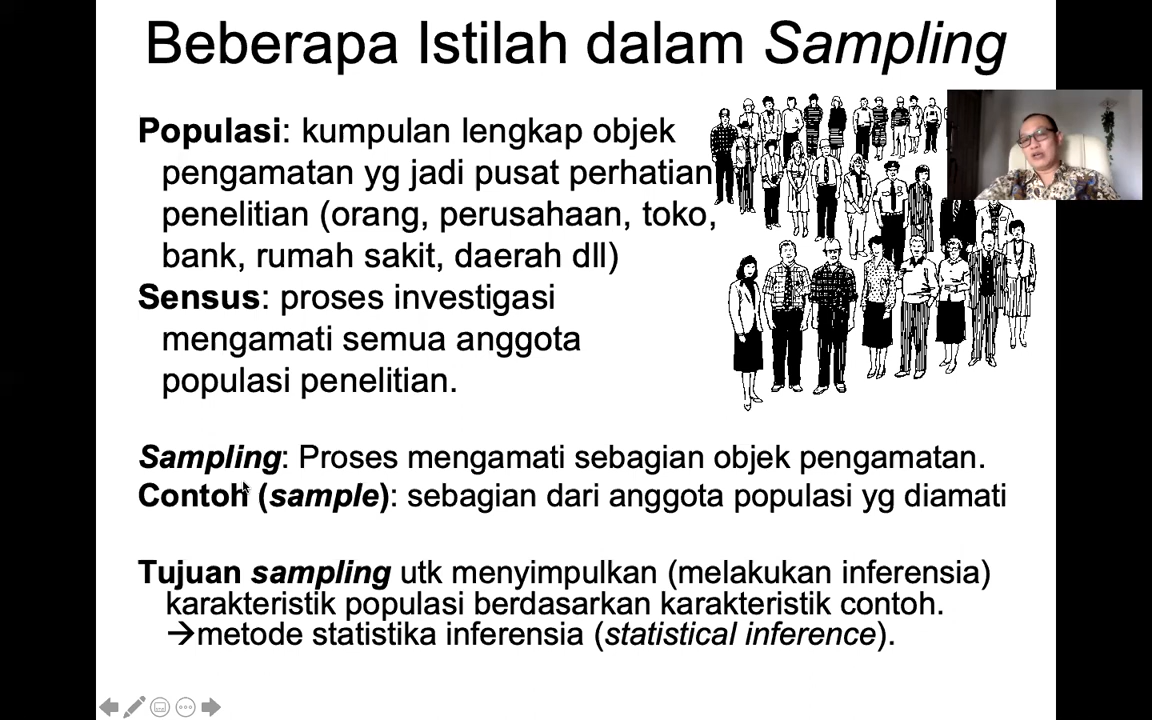 Beberapa Istilah dalam Sampling
Populasi: kumpulan lengkap objek
pengamatan yg jadi pusat perhatian
penelitian (orang, perusahaan, toko,
bank, rumah sakit, daerah dll)
Sensus: proses investigasi
mengamati semua anggota
populasi penelitian.
Sampling: Proses mengamati sebagian objek pengamatan.
Contoh (sample): sebagian dari anggota populasi yg diamati
Tujuan sampling utk menyimpulkan (melakukan inferensia)
karakteristik populasi berdasarkan karakteristik contoh.
→metode statistika inferensia (statistical inference).